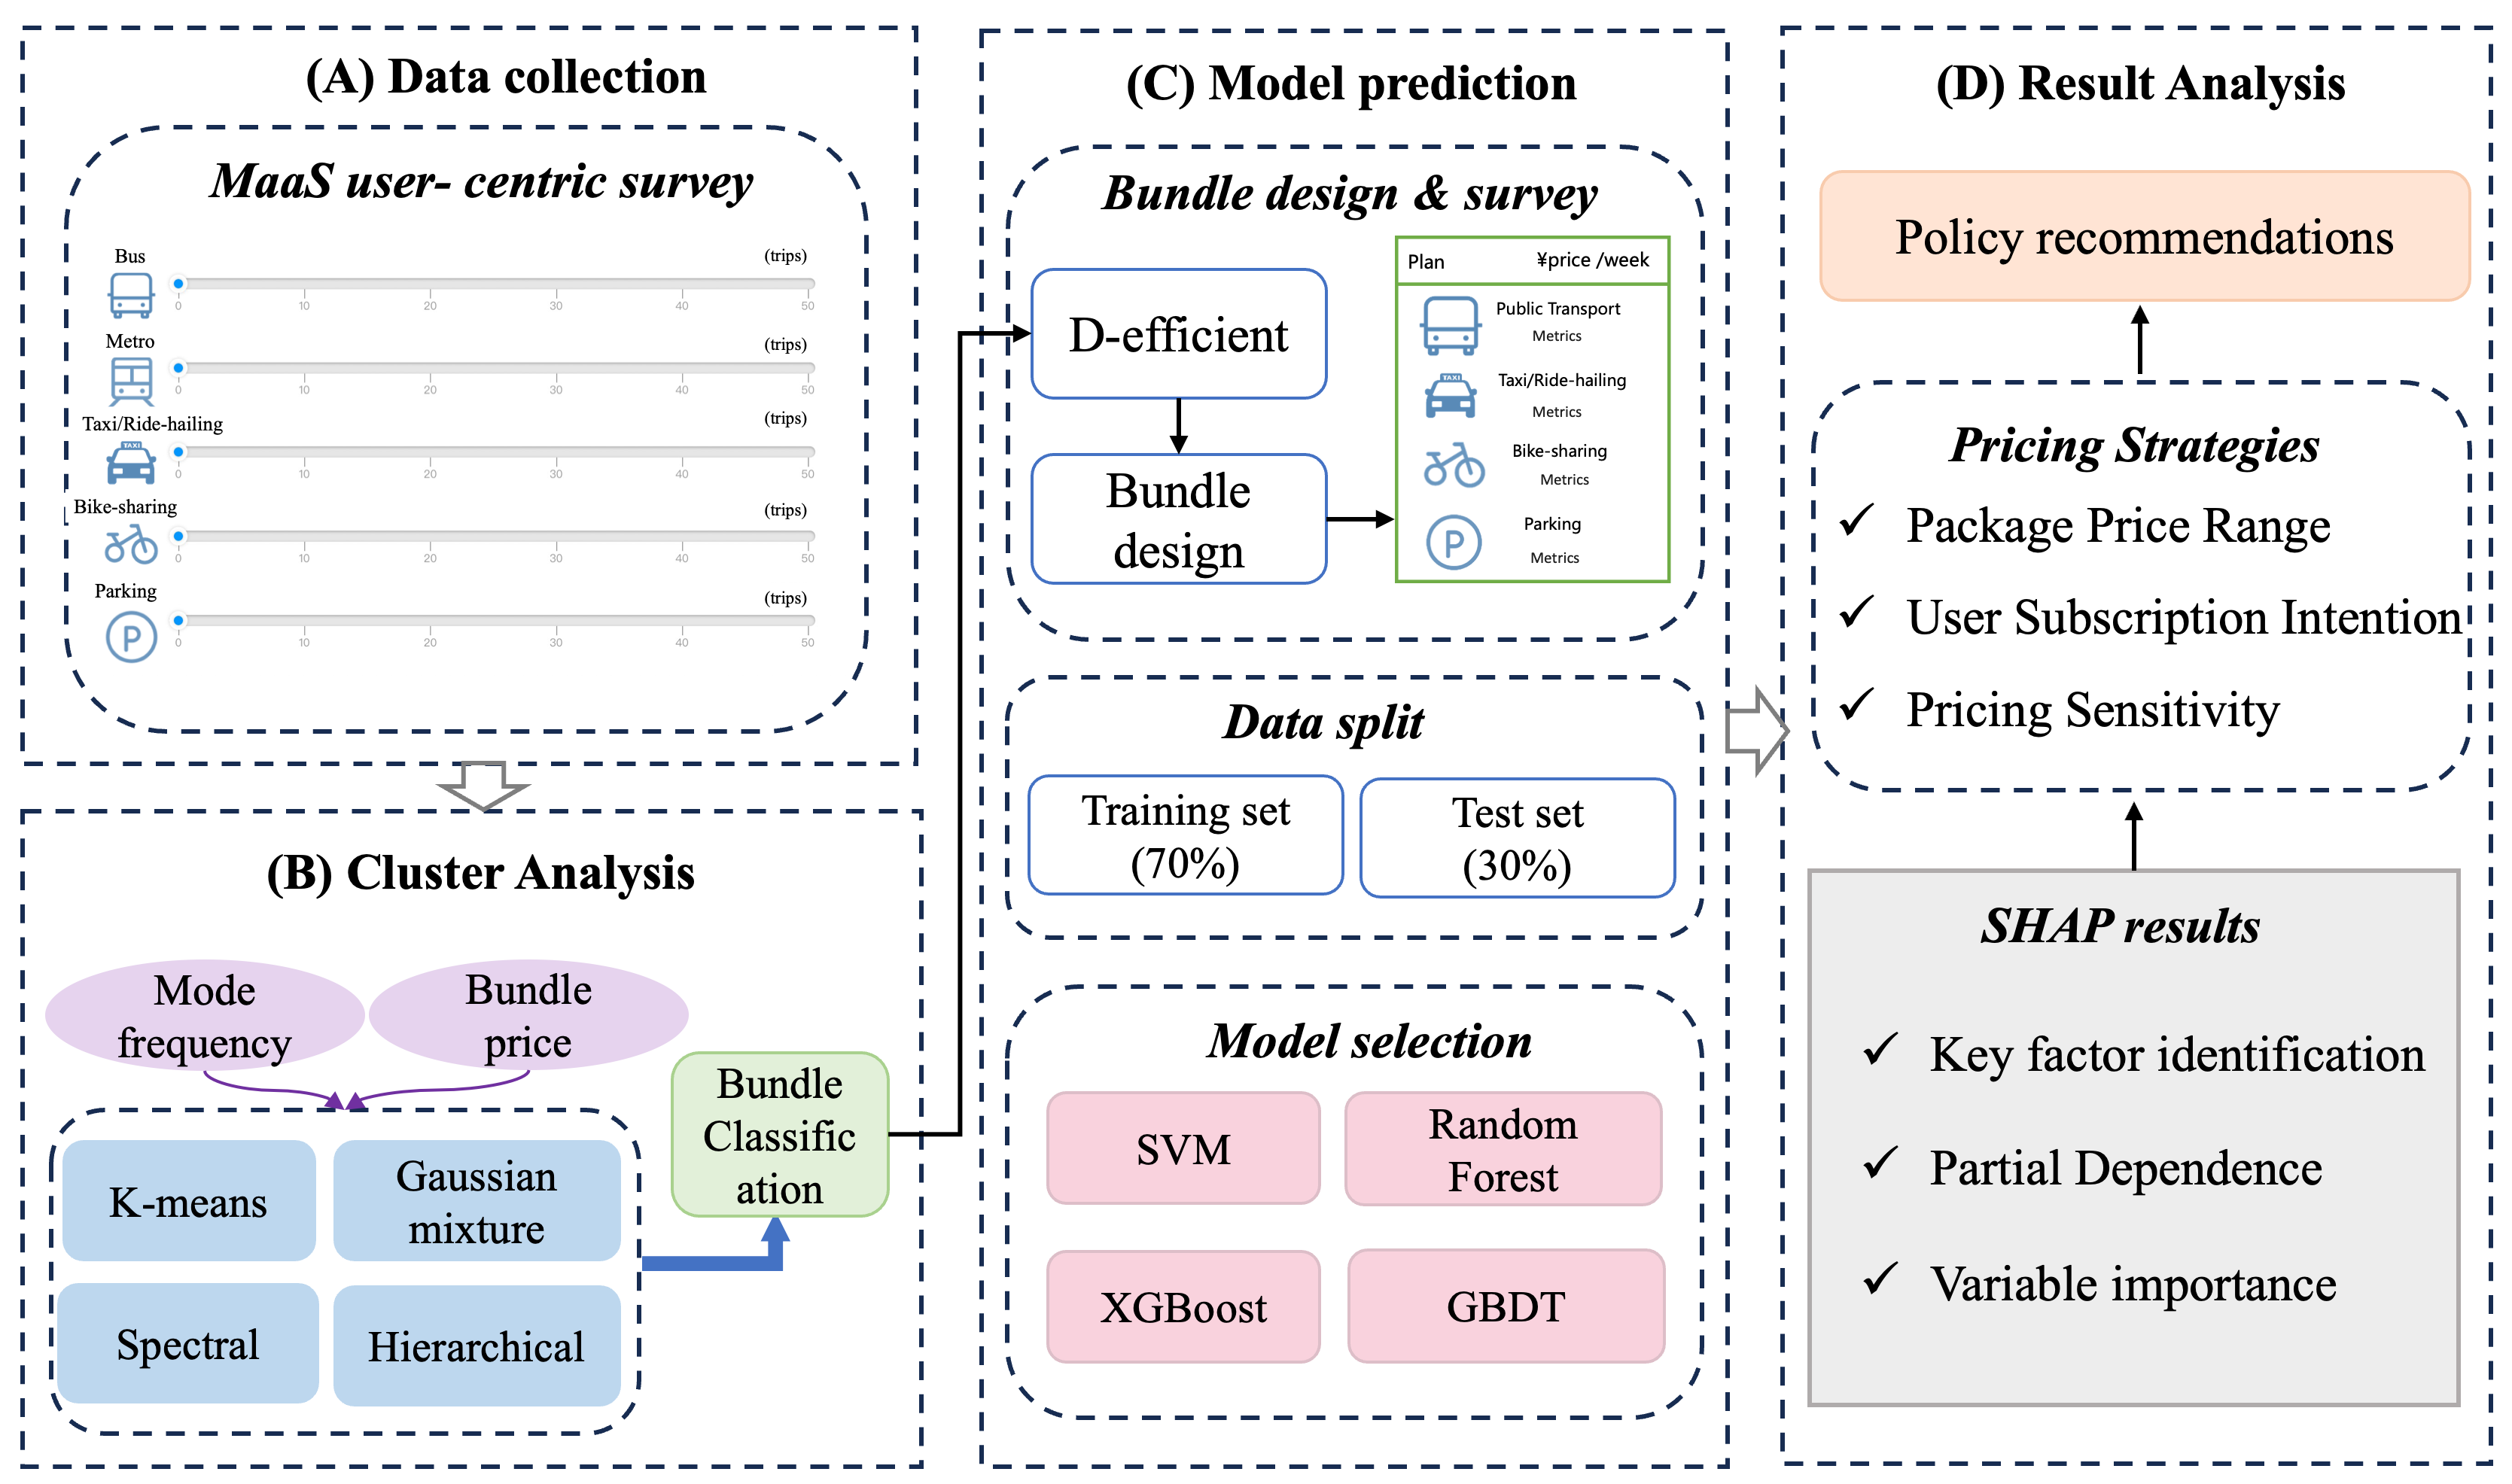 (A) Data collection
MaaS user- centric survey
Bus
(trips)
0 10 20 30 40 50
Metro
(trips)
0 10 20 30 40 50
Taxi/Ride-hailing
(trips)
TAXI
0 10 20 30 40 50
Bike-sharing
(trips)
0 10 20 30 40 50
Parking
(trips)
P
0 10 20 30 40 50
(B) Cluster Analysis
Mode
frequency
Bundle
price
K-means
Gaussian
mixture
Spectral
Hierarchical
Bundle
Classific
ation
(C) Model prediction
Bundle design & survey
D-efficient
Bundle
design
Plan ¥price /week
Public Transport
Metrics
TAXI
Taxi/Ride-hailing
Metrics
Bike-sharing
Metrics
Parking
P
Metrics
Data split
Training set
(70%)
Test set
(30%)
Model selection
SVM
Random
Forest
XGBoost
GBDT
(D) Result Analysis
Policy recommendations
Pricing Strategies
✓ Package Price Range
✓ User Subscription Intention
✓ Pricing Sensitivity
SHAP results
✓ Key factor identification
✓ Partial Dependence
✓ Variable importance